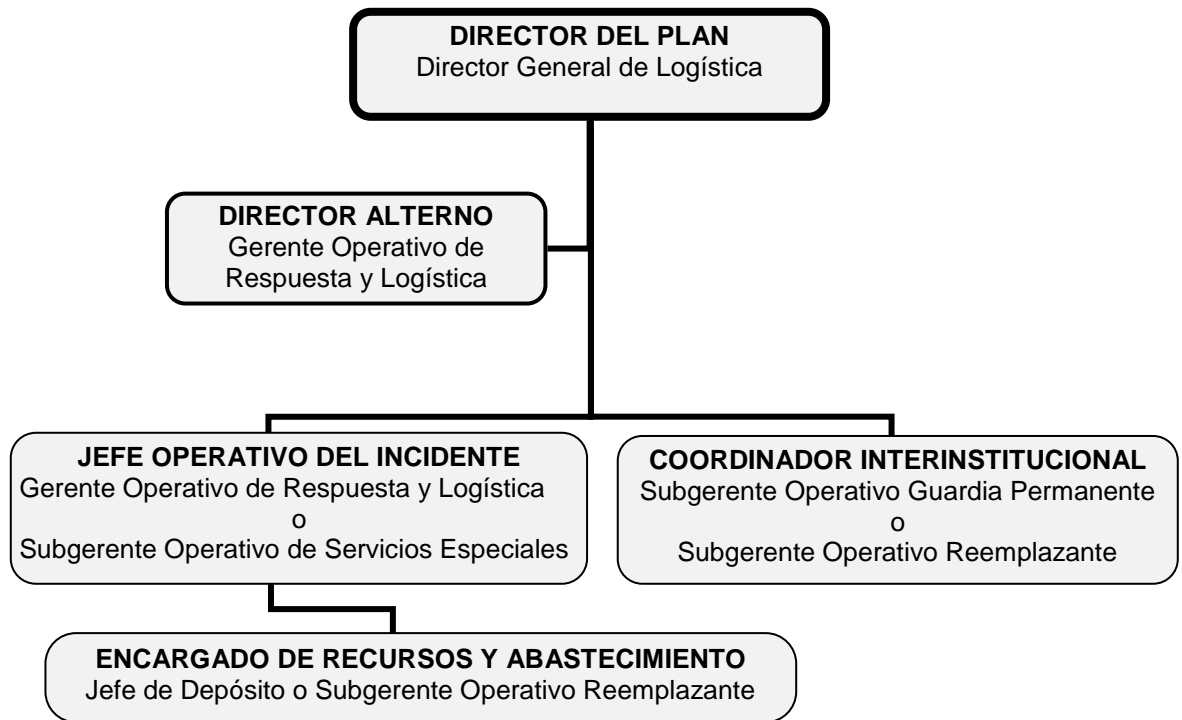 DIRECTOR DEL PLAN
Director General de Logística
DIRECTOR ALTERNO
Gerente Operativo de
Respuesta y Logística
JEFE OPERATIVO DEL INCIDENTE
Gerente Operativo de Respuesta y Logística
o
Subgerente Operativo de Servicios Especiales
COORDINADOR INTERINSTITUCIONAL
Subgerente Operativo Guardia Permanente
o
Subgerente Operativo Reemplazante
ENCARGADO DE RECURSOS Y ABASTECIMIENTO
Jefe de Depósito o Subgerente Operativo Reemplazante